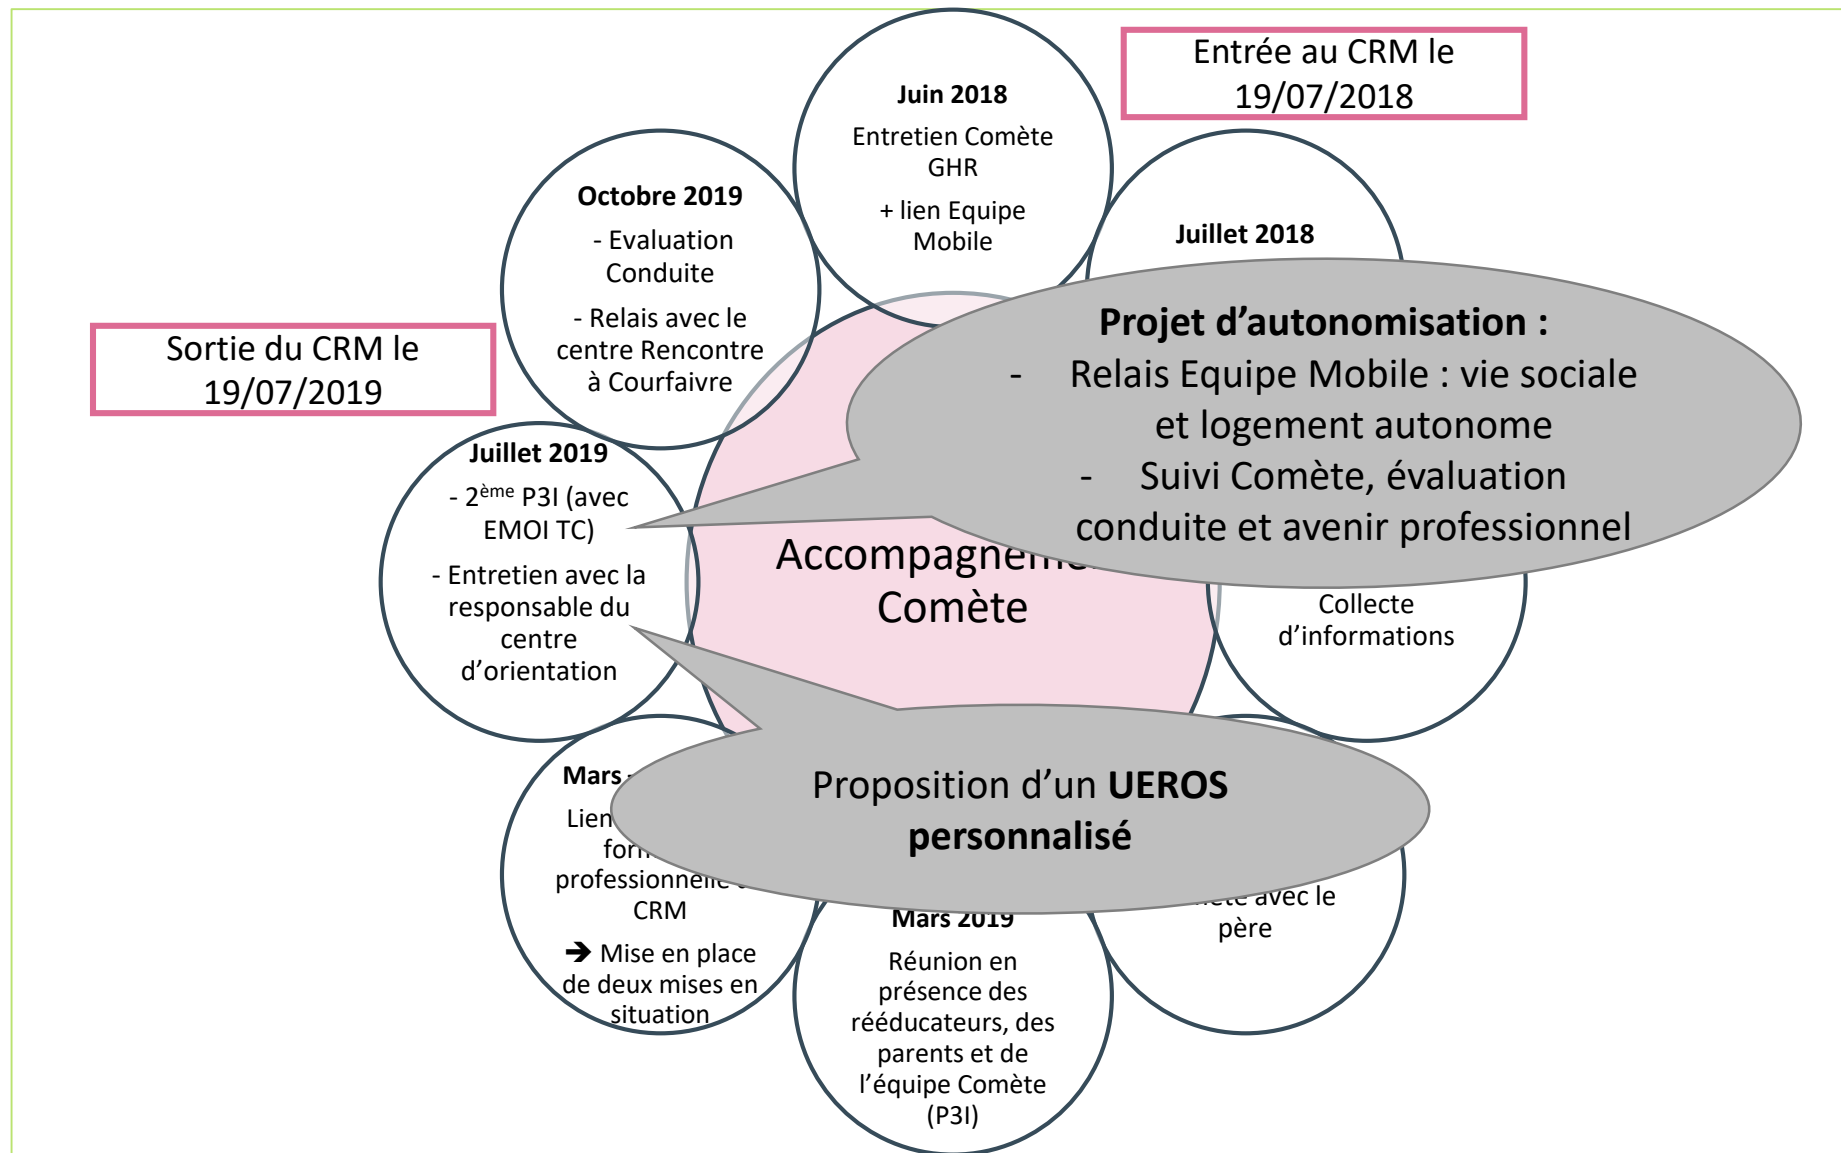 Entrée au CRM le
19/07/2018
Juin 2018
Entretien Comète
GHR
+ lien Equipe
Mobile
Juillet 2018
Octobre 2019
- Evaluation
Conduite
- Relais avec le
centre Rencontre
à Courfaivre
Projet d’autonomisation :
- Relais Equipe Mobile : vie sociale
et logement autonome
- Suivi Comète, évaluation
conduite et avenir professionnel
Sortie du CRM le
19/07/2019
Juillet 2019
- 2ème P3I (avec
EMOI TC)
- Entretien avec la
responsable du
centre
d’orientation
Comète
Collecte
d’informations
Proposition d’un UEROS
personnalisé
Mars
Lien
professionnelle
CRM
➔ Mise en place
de deux mises en
situation
avec le
père
Mars 2019
Réunion en
présence des
rééducateurs, des
parents et de
l’équipe Comète
(P3I)